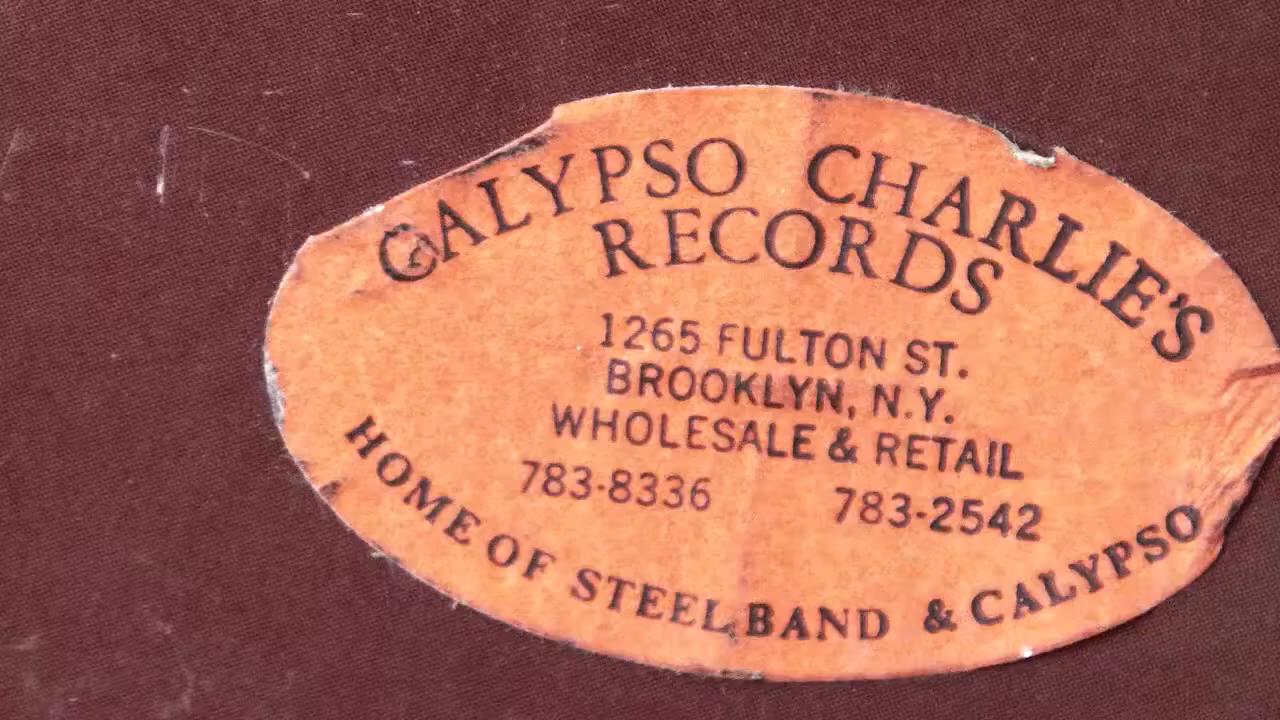 CALYPSO CHARLIE'S
RECORDS
1265 FULTON ST.
BROOKLYN, N.Y.
WHOLESALE & RETAIL
783-8336 783-2542
HOME OF STEEL BAND & CALYPSO